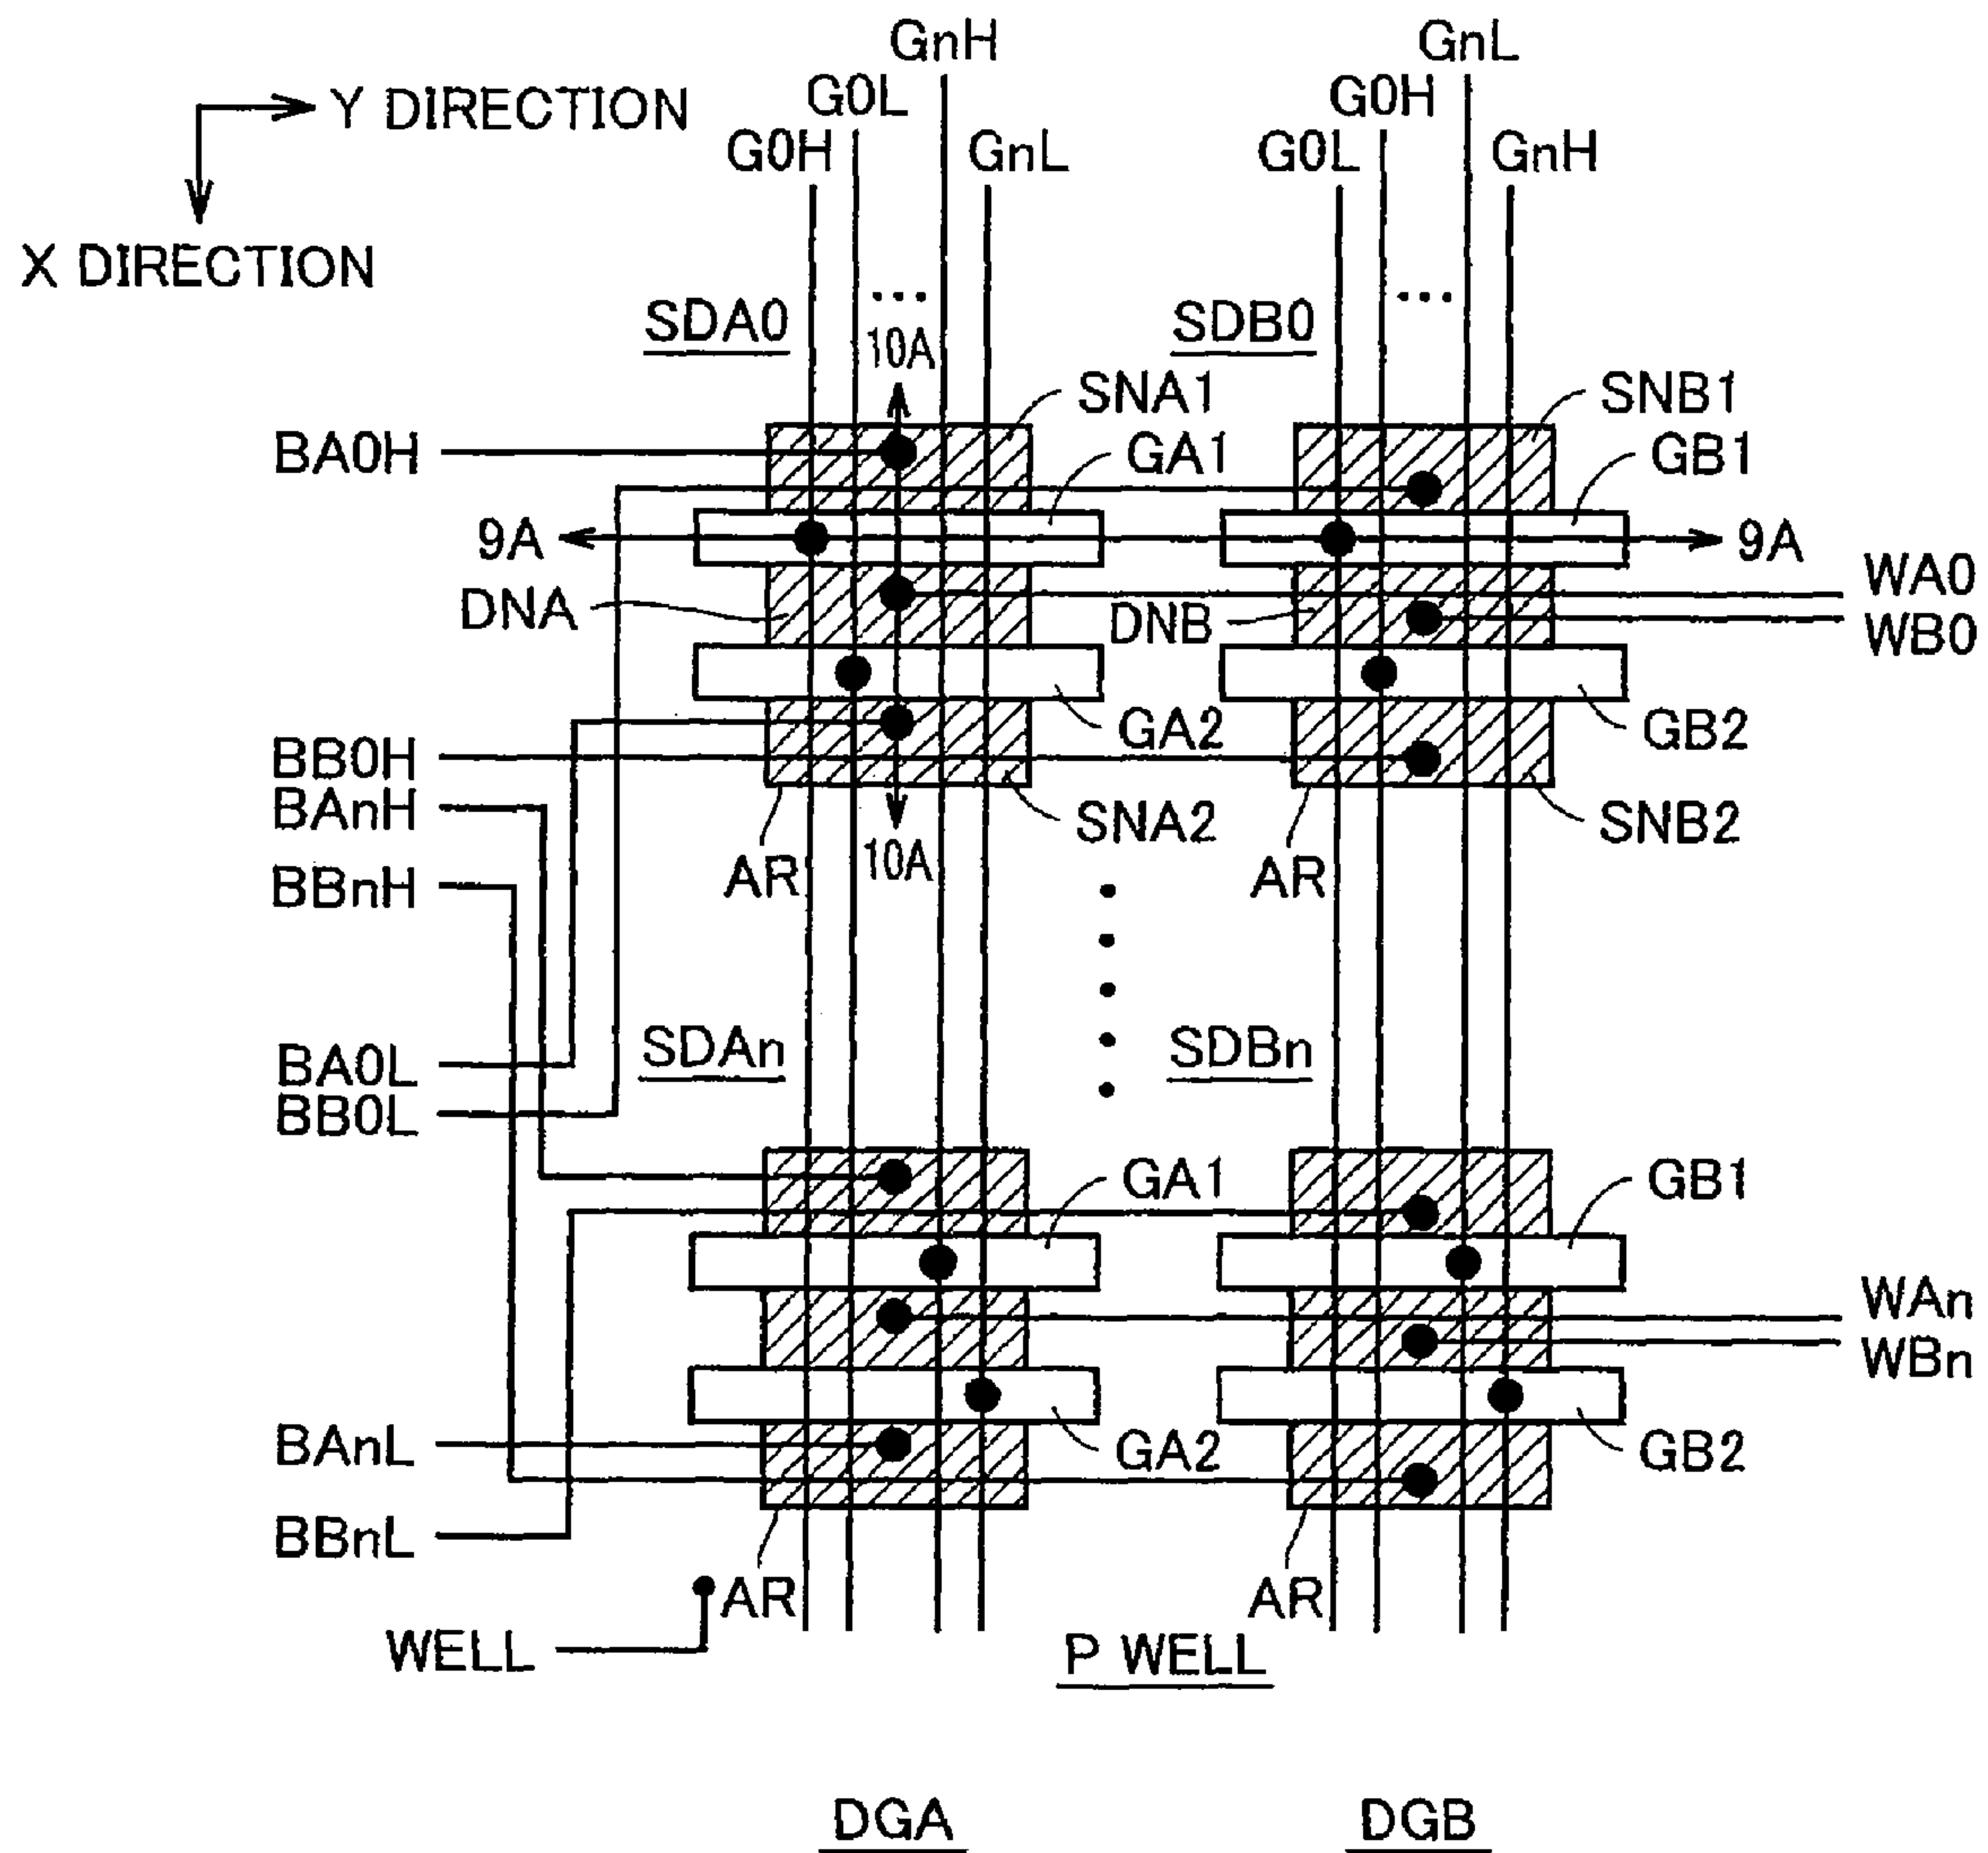 GnH
GnL
Y DIRECTION
G0L
G0H
G0H
GnL
G0L
GnH
X DIRECTION
...
...
SDA0
SDB0
10A
SNA1
SNB1
BA0H
GA1
GB1
9A
9A
WA0
DNA
DNB
WB0
BB0H
GA2
GB2
BAnH
SNA2
SNB2
AR
10A
AR
BBnH
SDAn
SDBn
BA0L
BB0L
GA1
GB1
WAn
WBn
BAnL
GA2
GB2
BBnL
AR
AR
WELL
P WELL
DGA
DGB